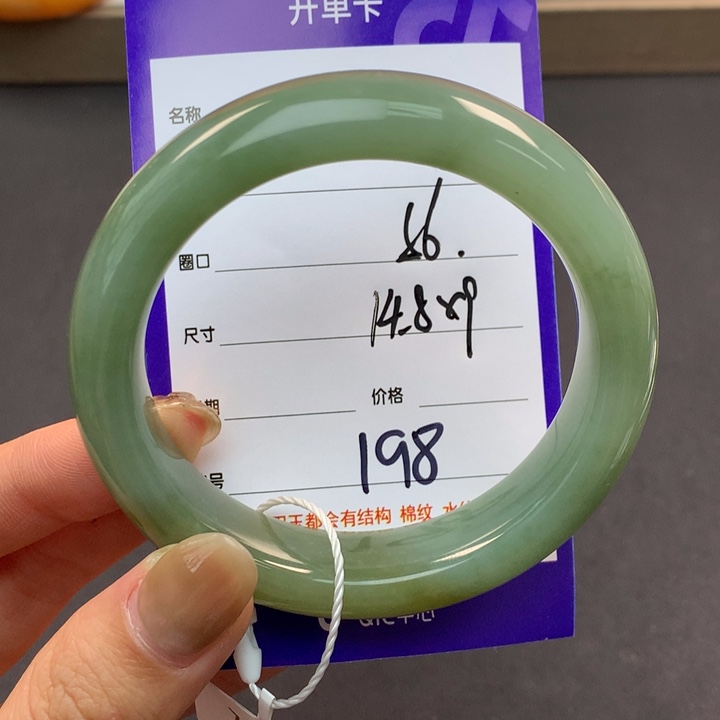 开单卡
名称
圈口 56.
尺寸 14.8x9
期 价格
号 198
都会有结构 棉纹